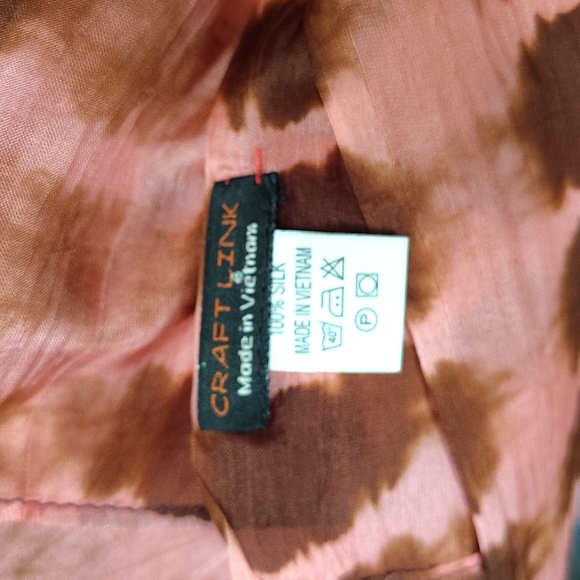 CRAFT LINK
Made in Vietnam
100% SILK
MADE IN VIETNAM
40°
P